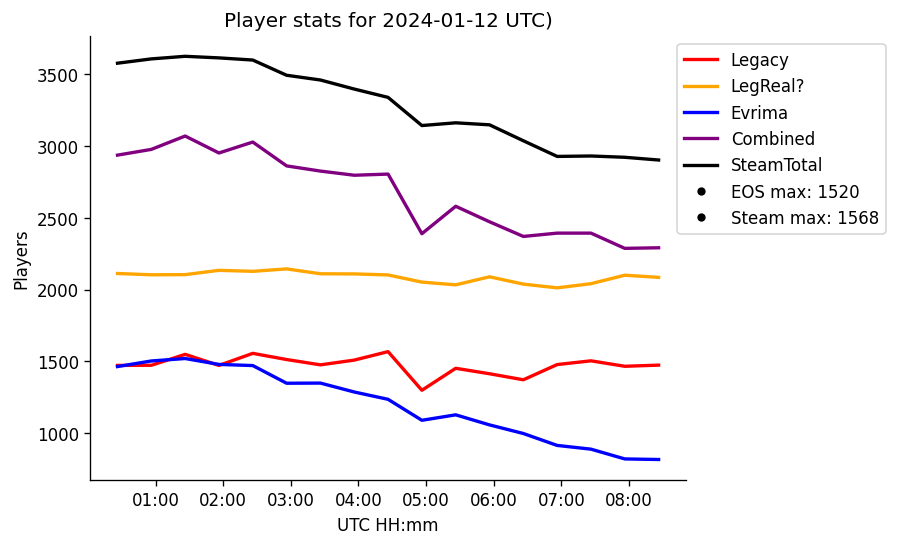 Player stats for 2024-01-12 UTC)
Players
3500
3000
2500
2000
1500
1000
01:00 02:00 03:00 04:00 05:00 06:00 07:00 08:00
UTC HH:mm
Legacy
LegReal?
Evrima
Combined
SteamTotal
EOS max: 1520
Steam max: 1568